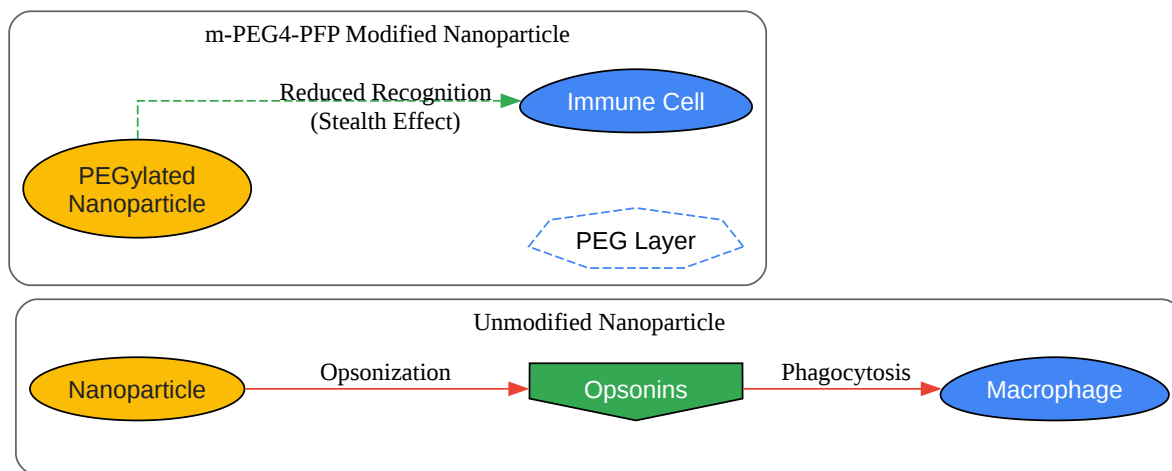 m-PEG4-PFP Modified Nanoparticle
Reduced Recognition
(Stealth Effect)
Immune Cell
PEGylated
Nanoparticle
PEG Layer
Unmodified Nanoparticle
Nanoparticle
Opsonization
Opsonins
Phagocytosis
Macrophage